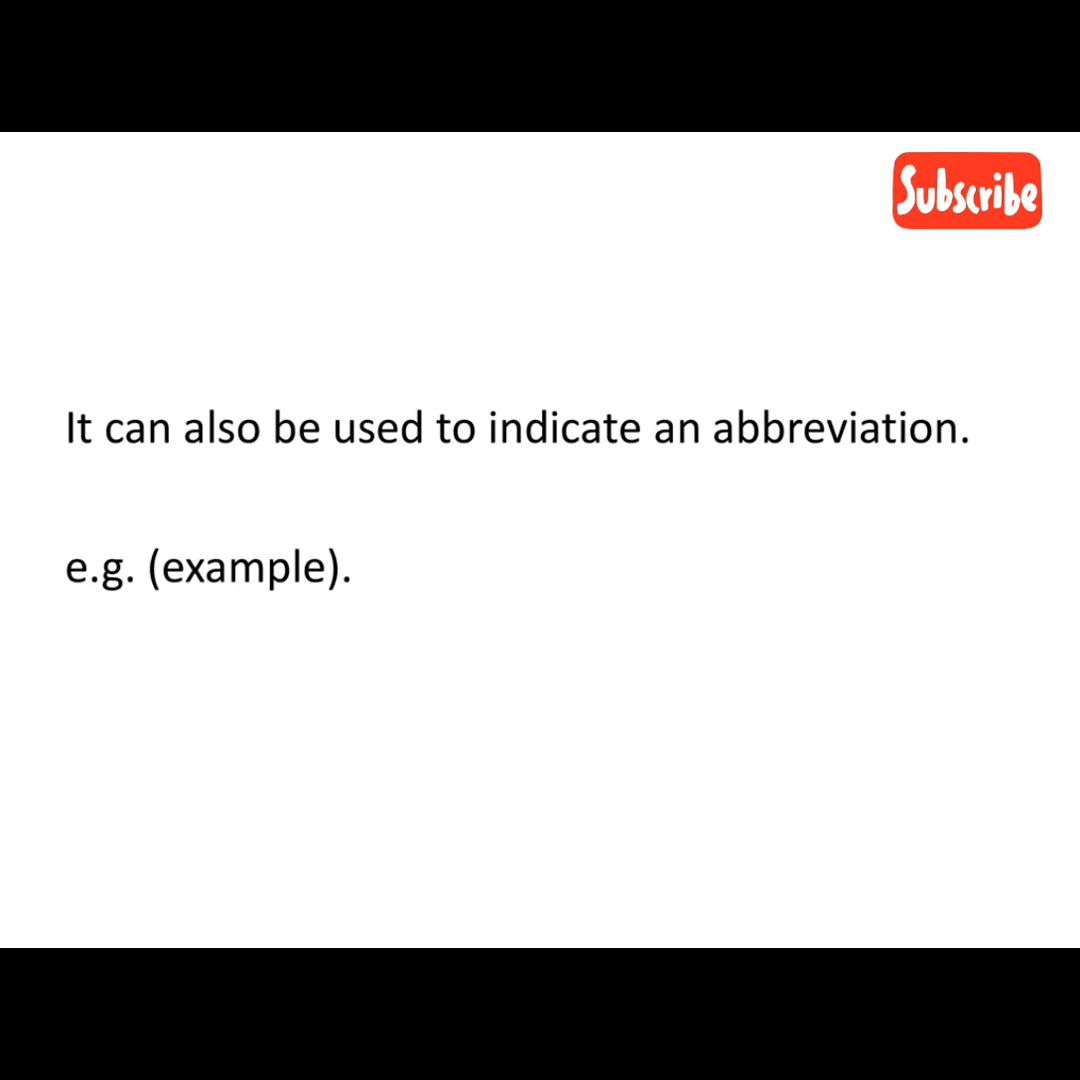 Subscribe
It can also be used to indicate an abbreviation.
e.g. (example).